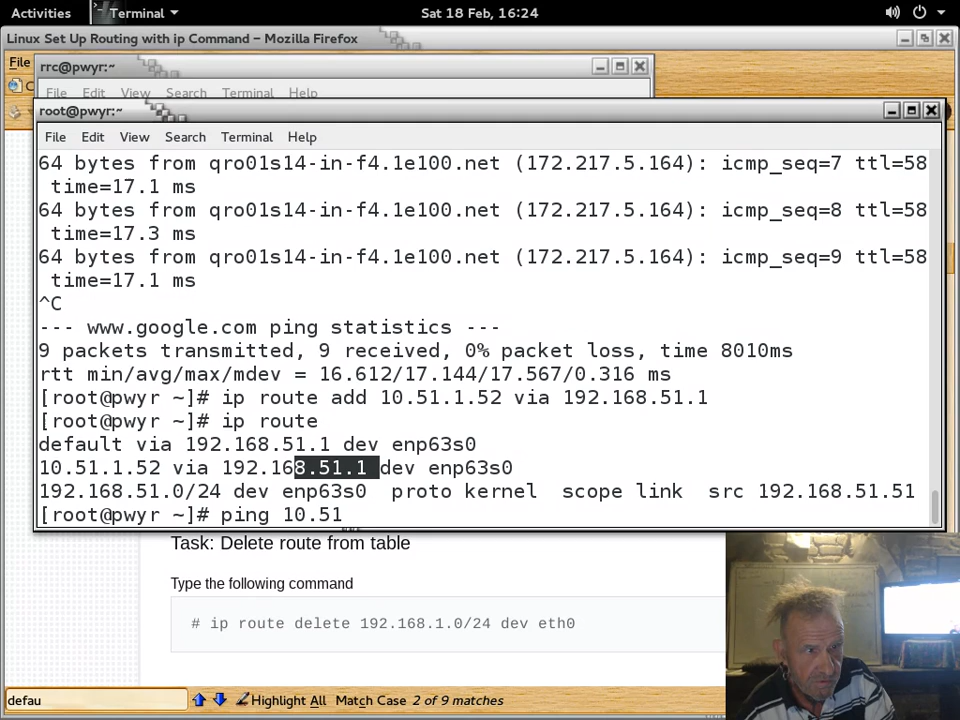 Activities Terminal Sat 18 Feb, 16:24
Linux Set Up Routing with ip Command – Mozilla Firefox
File
rrc@pwyr:~
C
File Edit View Search Terminal Help
root@pwyr:~
File Edit View Search Terminal Help
64 bytes from qro01s14-in-f4.1e100.net (172.217.5.164): icmp_seq=7 ttl=58
time=17.1 ms
64 bytes from qro01s14-in-f4.1e100.net (172.217.5.164): icmp_seq=8 ttl=58
time=17.3 ms
64 bytes from qro01s14-in-f4.1e100.net (172.217.5.164): icmp_seq=9 ttl=58
time=17.1 ms
^C
--- www.google.com ping statistics ---
9 packets transmitted, 9 received, 0% packet loss, time 8010ms
rtt min/avg/max/mdev = 16.612/17.144/17.567/0.316 ms
[root@pwyr ~]# ip route add 10.51.1.52 via 192.168.51.1
[root@pwyr ~]# ip route
default via 192.168.51.1 dev enp63s0
10.51.1.52 via 192.168.51.1 dev enp63s0
192.168.51.0/24 dev enp63s0 proto kernel scope link src 192.168.51.51
[root@pwyr ~]# ping 10.51
Task: Delete route from table
Type the following command
# ip route delete 192.168.1.0/24 dev eth0
defau Highlight All Match Case 2 of 9 matches